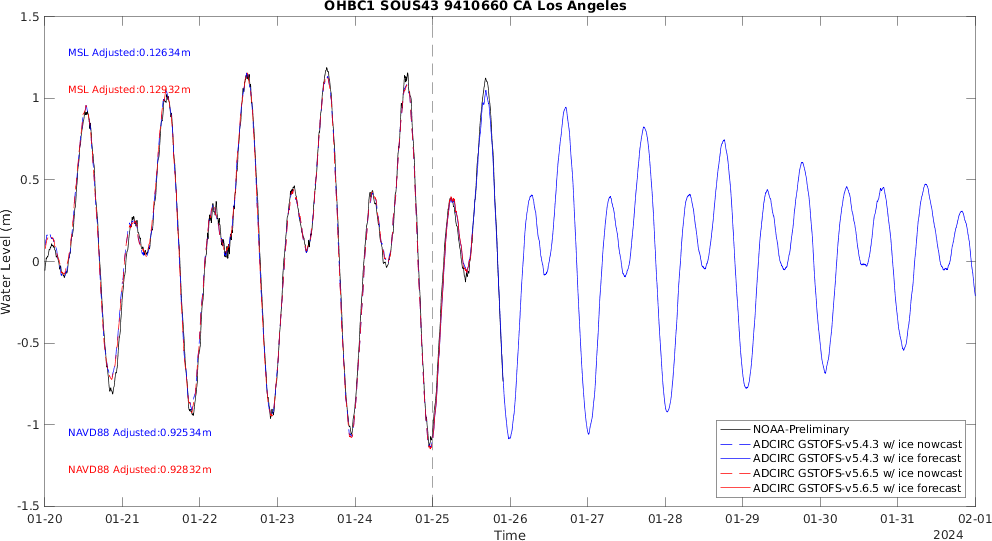 OHBC1 SOUS43 9410660 CA Los Angeles
1.5
1
0.5
0
-0.5
-1
-1.5
Water Level (m)
MSL Adjusted:0.12634m
MSL Adjusted:0.12932m
NAVD88 Adjusted:0.92534m
NAVD88 Adjusted:0.92832m
NOAA-Preliminary
ADCIRC GSTOFS-v5.4.3 w/ ice nowcast
ADCIRC GSTOFS-v5.4.3 w/ ice forecast
ADCIRC GSTOFS-v5.6.5 w/ ice nowcast
ADCIRC GSTOFS-v5.6.5 w/ ice forecast
01-20 01-21 01-22 01-23 01-24 01-25 01-26 01-27 01-28 01-29 01-30 01-31 02-01
Time
2024